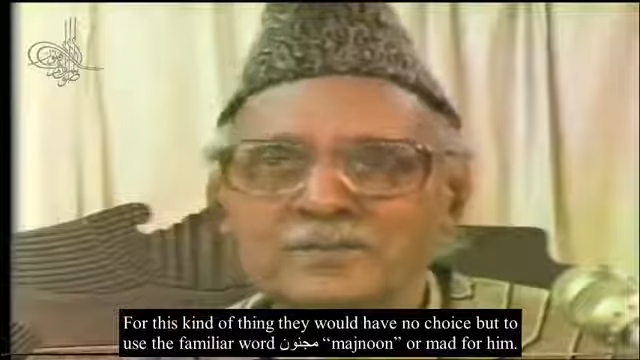 For this kind of thing they would have no choice but to
use the familiar word مجنون “majnoon” or mad for him.